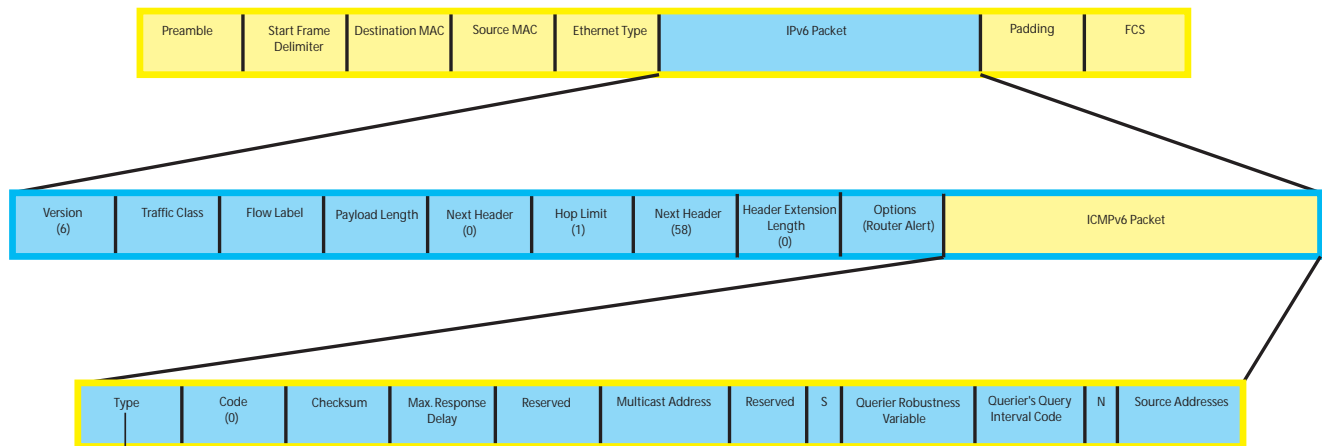 Preamble
Start Frame
Delimiter
Destination MAC
Source MAC
Ethernet Type
IPv6 Packet
Padding
FCS
Version
(6)
Traffic Class
Flow Label
Payload Length
Next Header
(0)
Hop Limit
(1)
Next Header
(58)
Header Extension
Length
(0)
Options
(Router Alert)
ICMPv6 Packet
Type
Code
(0)
Checksum
Max. Response
Delay
Reserved
Multicast Address
Reserved
S
Querier Robustness
Variable
Querier's Query
Interval Code
N
Source Addresses